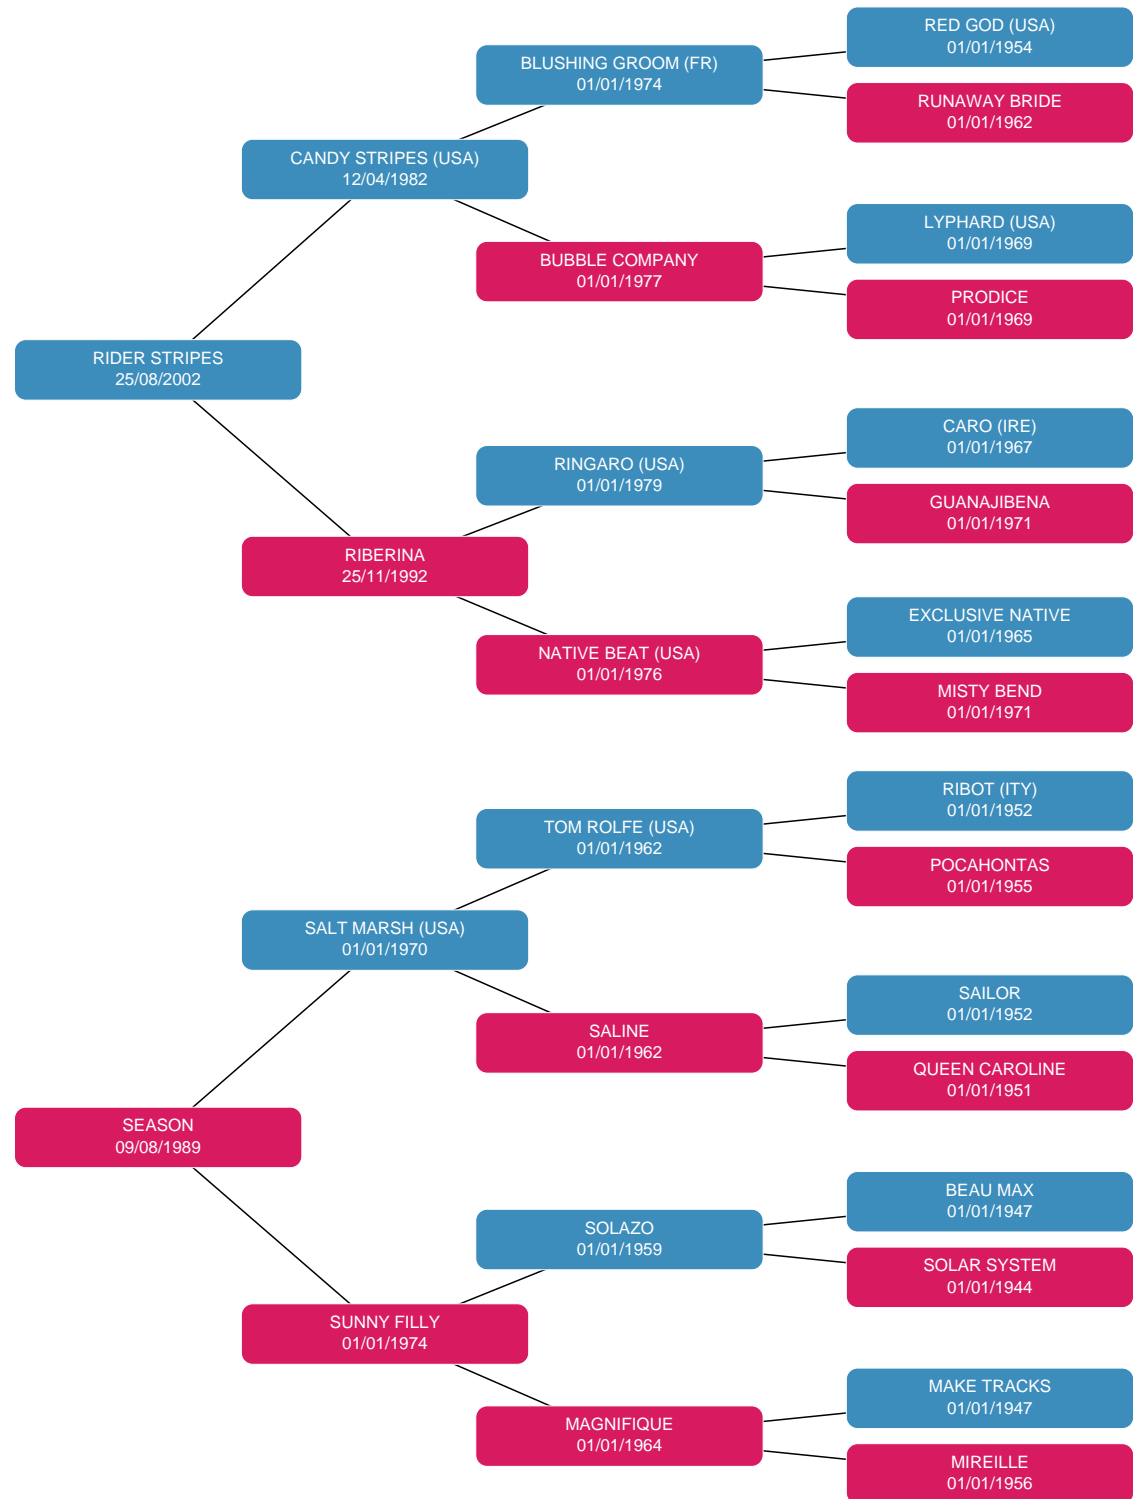 RED GOD (USA)
01/01/1954
BLUSHING GROOM (FR)
01/01/1974
RUNAWAY BRIDE
01/01/1962
CANDY STRIPES (USA)
12/04/1982
LYPHARD (USA)
01/01/1969
BUBBLE COMPANY
01/01/1977
PRODICE
01/01/1969
RIDER STRIPES
25/08/2002
CARO (IRE)
01/01/1967
RINGARO (USA)
01/01/1979
GUANAJIBENA
01/01/1971
RIBERINA
25/11/1992
EXCLUSIVE NATIVE
01/01/1965
NATIVE BEAT (USA)
01/01/1976
MISTY BEND
01/01/1971
RIBOT (ITY)
01/01/1952
TOM ROLFE (USA)
01/01/1962
POCAHONTAS
01/01/1955
SALT MARSH (USA)
01/01/1970
SAILOR
01/01/1952
SALINE
01/01/1962
QUEEN CAROLINE
01/01/1951
SEASON
09/08/1989
BEAU MAX
01/01/1947
SOLAZO
01/01/1959
SOLAR SYSTEM
01/01/1944
SUNNY FILLY
01/01/1974
MAKE TRACKS
01/01/1947
MAGNIFIQUE
01/01/1964
MIREILLE
01/01/1956